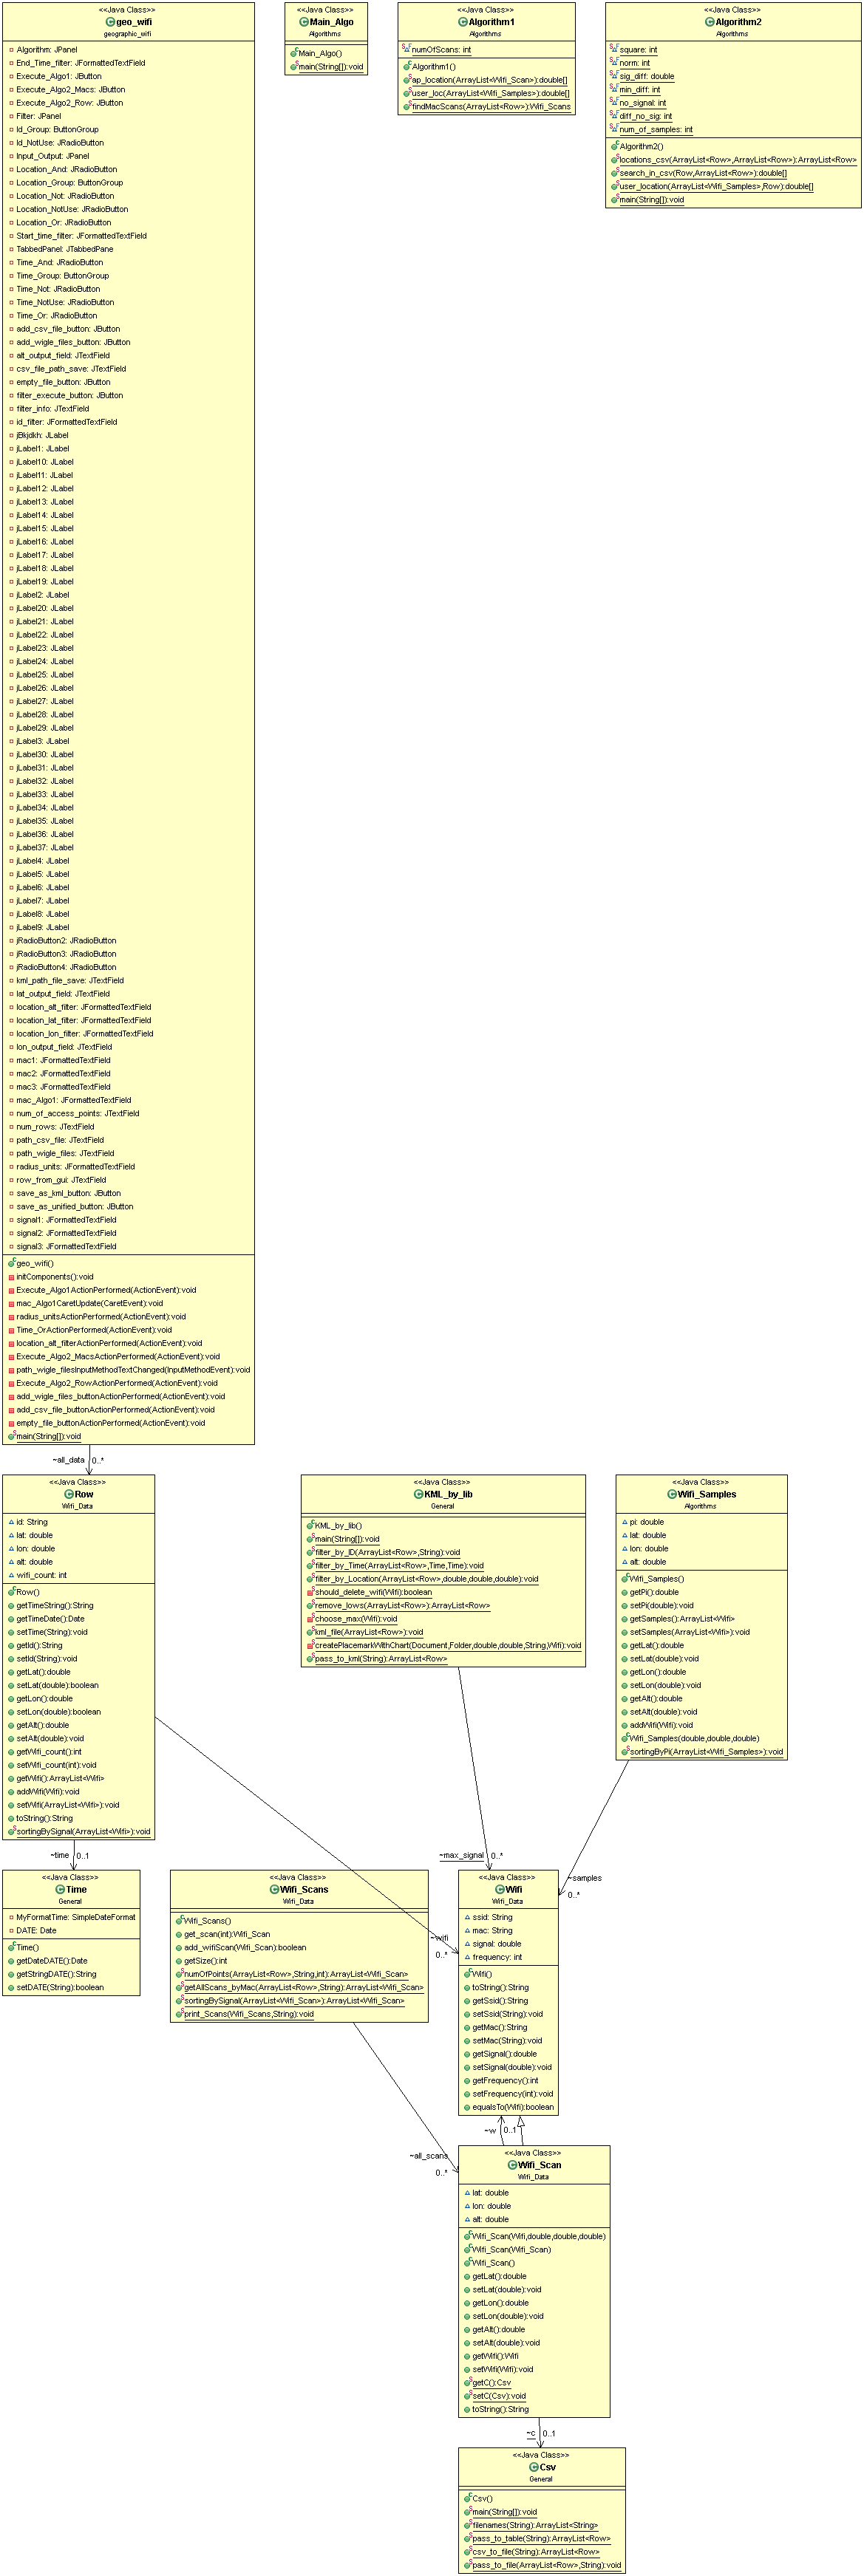 <<Java Class>>
geo_wifi
geographic_wifi
Algorithm: JPanel
End_Time_filter: JFormattedTextField
Execute_Algo1: JButton
Execute_Algo2_Macs: JButton
Execute_Algo2_Row: JButton
Filter: JPanel
Id_Group: ButtonGroup
Id_NotUse: JRadioButton
Input_Output: JPanel
Location_And: JRadioButton
Location_Group: ButtonGroup
Location_Not: JRadioButton
Location_NotUse: JRadioButton
Location_Or: JRadioButton
Start_time_filter: JFormattedTextField
TabbedPanel: JTabbedPane
Time_And: JRadioButton
Time_Group: ButtonGroup
Time_Not: JRadioButton
Time_NotUse: JRadioButton
Time_Or: JRadioButton
add_csv_file_button: JButton
add_wigle_files_button: JButton
alt_output_field: JTextField
csv_file_path_save: JTextField
empty_file_button: JButton
filter_execute_button: JButton
filter_info: JTextField
id_filter: JFormattedTextField
jBkjdkh: JLabel
jLabel1: JLabel
jLabel10: JLabel
jLabel11: JLabel
jLabel12: JLabel
jLabel13: JLabel
jLabel14: JLabel
jLabel15: JLabel
jLabel16: JLabel
jLabel17: JLabel
jLabel18: JLabel
jLabel19: JLabel
jLabel2: JLabel
jLabel20: JLabel
jLabel21: JLabel
jLabel22: JLabel
jLabel23: JLabel
jLabel24: JLabel
jLabel25: JLabel
jLabel26: JLabel
jLabel27: JLabel
jLabel28: JLabel
jLabel29: JLabel
jLabel3: JLabel
jLabel30: JLabel
jLabel31: JLabel
jLabel32: JLabel
jLabel33: JLabel
jLabel34: JLabel
jLabel35: JLabel
jLabel36: JLabel
jLabel37: JLabel
jLabel4: JLabel
jLabel5: JLabel
jLabel6: JLabel
jLabel7: JLabel
jLabel8: JLabel
jLabel9: JLabel
jRadioButton2: JRadioButton
jRadioButton3: JRadioButton
jRadioButton4: JRadioButton
kml_path_file_save: JTextField
lat_output_field: JTextField
location_alt_filter: JFormattedTextField
location_lat_filter: JFormattedTextField
location_lon_filter: JFormattedTextField
lon_output_field: JTextField
mac1: JFormattedTextField
mac2: JFormattedTextField
mac3: JFormattedTextField
mac_Algo1: JFormattedTextField
num_of_access_points: JTextField
num_rows: JTextField
path_csv_file: JTextField
path_wigle_files: JTextField
radius_units: JFormattedTextField
row_from_gui: JTextField
save_as_kml_button: JButton
save_as_unified_button: JButton
signal1: JFormattedTextField
signal2: JFormattedTextField
signal3: JFormattedTextField
geo_wifi()
initComponents():void
Execute_Algo1ActionPerformed(ActionEvent):void
mac_Algo1CaretUpdate(CaretEvent):void
radius_unitsActionPerformed(ActionEvent):void
Time_OrActionPerformed(ActionEvent):void
location_alt_filterActionPerformed(ActionEvent):void
Execute_Algo2_MacsActionPerformed(ActionEvent):void
path_wigle_filesInputMethodTextChanged(InputMethodEvent):void
Execute_Algo2_RowActionPerformed(ActionEvent):void
add_wigle_files_buttonActionPerformed(ActionEvent):void
add_csv_file_buttonActionPerformed(ActionEvent):void
empty_file_buttonActionPerformed(ActionEvent):void
main(String[]):void
<<Java Class>>
Main_Algo
Algorithms
Main_Algo()
main(String[]):void
<<Java Class>>
Algorithm1
Algorithms
numOfScans: int
Algorithm1()
ap_location(ArrayList<Wifi_Scan>):double[]
user_loc(ArrayList<Wifi_Samples>):double[]
findMacScans(ArrayList<Row>):Wifi_Scans
<<Java Class>>
Algorithm2
Algorithms
square: int
norm: int
sig_diff: double
min_diff: int
no_signal: int
diff_no_sig: int
num_of_samples: int
Algorithm2()
locations_csv(ArrayList<Row>,ArrayList<Row>):ArrayList<Row>
search_in_csv(Row,ArrayList<Row>):double[]
user_location(ArrayList<Wifi_Samples>,Row):double[]
main(String[]):void
~all_data 0..*
<<Java Class>>
Row
Wifi_Data
id: String
lat: double
lon: double
alt: double
wifi_count: int
Row()
getTimeString():String
getTimeDate():Date
setTime(String):void
getId():String
setId(String):void
getLat():double
setLat(double):boolean
getLon():double
setLon(double):boolean
getAlt():double
setAlt(double):void
getWifi_count():int
setWifi_count(int):void
getWifi():ArrayList<Wifi>
addWifi(Wifi):void
setWifi(ArrayList<Wifi>):void
toString():String
sortingBySignal(ArrayList<Wifi>):void
<<Java Class>>
KML_by_lib
General
KML_by_lib()
main(String[]):void
filter_by_ID(ArrayList<Row>,String):void
filter_by_Time(ArrayList<Row>,Time,Time):void
filter_by_Location(ArrayList<Row>,double,double,double):void
should_delete_wifi(Wifi):boolean
remove_lows(ArrayList<Row>):ArrayList<Row>
choose_max(Wifi):void
kml_file(ArrayList<Row>):void
createPlacemarkWithChart(Document,Folder,double,double,String,Wifi):void
pass_to_kml(String):ArrayList<Row>
<<Java Class>>
Wifi_Samples
Algorithms
pi: double
lat: double
lon: double
alt: double
Wifi_Samples()
getPi():double
setPi(double):void
getSamples():ArrayList<Wifi>
setSamples(ArrayList<Wifi>):void
getLat():double
setLat(double):void
getLon():double
setLon(double):void
getAlt():double
setAlt(double):void
addWifi(Wifi):void
Wifi_Samples(double,double,double)
sortingByPi(ArrayList<Wifi_Samples>):void
~time 0..1
~max_signal 0..*
~samples
0..*
<<Java Class>>
Time
General
MyFormatTime: SimpleDateFormat
DATE: Date
Time()
getDateDATE():Date
getStringDATE():String
setDATE(String):boolean
<<Java Class>>
Wifi_Scans
Wifi_Data
Wifi_Scans()
get_scan(int):Wifi_Scan
add_wifiScan(Wifi_Scan):boolean
getSize():int
numOfPoints(ArrayList<Row>,String,int):ArrayList<Wifi_Scan>
getAllScans_byMac(ArrayList<Row>,String):ArrayList<Wifi_Scan>
sortingBySignal(ArrayList<Wifi_Scan>):ArrayList<Wifi_Scan>
print_Scans(Wifi_Scans,String):void
~wifi
0..*
<<Java Class>>
Wifi
Wifi_Data
ssid: String
mac: String
signal: double
frequency: int
Wifi()
toString():String
getSsid():String
setSsid(String):void
getMac():String
setMac(String):void
getSignal():double
setSignal(double):void
getFrequency():int
setFrequency(int):void
equalsTo(Wifi):boolean
~w 0..1
~all_scans
0..*
<<Java Class>>
Wifi_Scan
Wifi_Data
lat: double
lon: double
alt: double
Wifi_Scan(Wifi,double,double,double)
Wifi_Scan(Wifi_Scan)
Wifi_Scan()
getLat():double
setLat(double):void
getLon():double
setLon(double):void
getAlt():double
setAlt(double):void
getWifi():Wifi
setWifi(Wifi):void
getC():Csv
setC(Csv):void
toString():String
~c 0..1
<<Java Class>>
Csv
General
Csv()
main(String[]):void
filenames(String):ArrayList<String>
pass_to_table(String):ArrayList<Row>
csv_to_file(String):ArrayList<Row>
pass_to_file(ArrayList<Row>,String):void